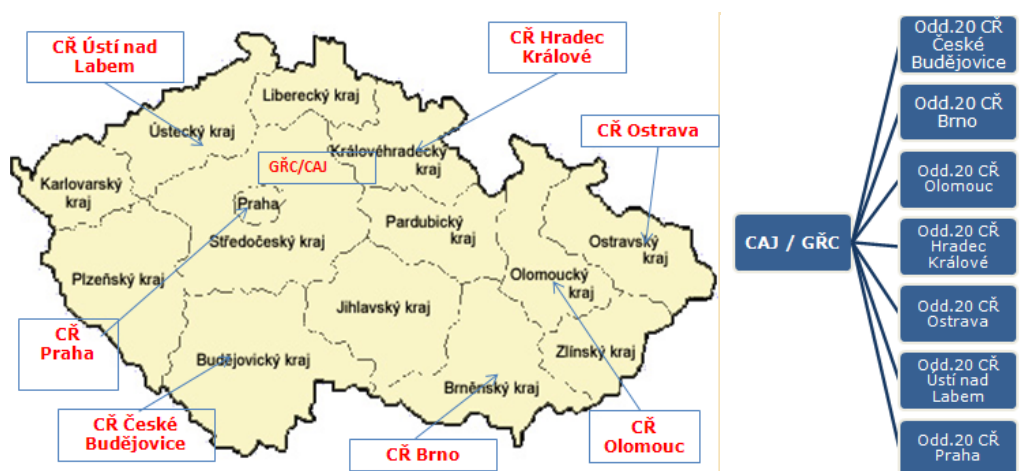 CŘ Ústí nad
Labem
CŘ Hradec
Králové
CŘ Ostrava
Liberecký kraj
Ústecký kraj
Královéhradecký
kraj
GŘC/CAJ
Karlovarský
kraj
Praha
Středočeský kraj
Pardubický
kraj
Ostravský
kraj
Plzeňský kraj
Olomoucký
kraj
Jihlavský kraj
CŘ
Praha
Budějovický kraj
Zlínský kraj
Brněnský kraj
CŘ České
Budějovice
CŘ Brno
CŘ
Olomouc
CAJ / GŘC
Odd.20 CŘ
České
Budějovice
Odd.20 CŘ
Brno
Odd.20 CŘ
Olomouc
Odd.20 CŘ
Hradec
Králové
Odd.20 CŘ
Ostrava
Odd.20 CŘ
Ústí nad
Labem
Odd.20 CŘ
Praha